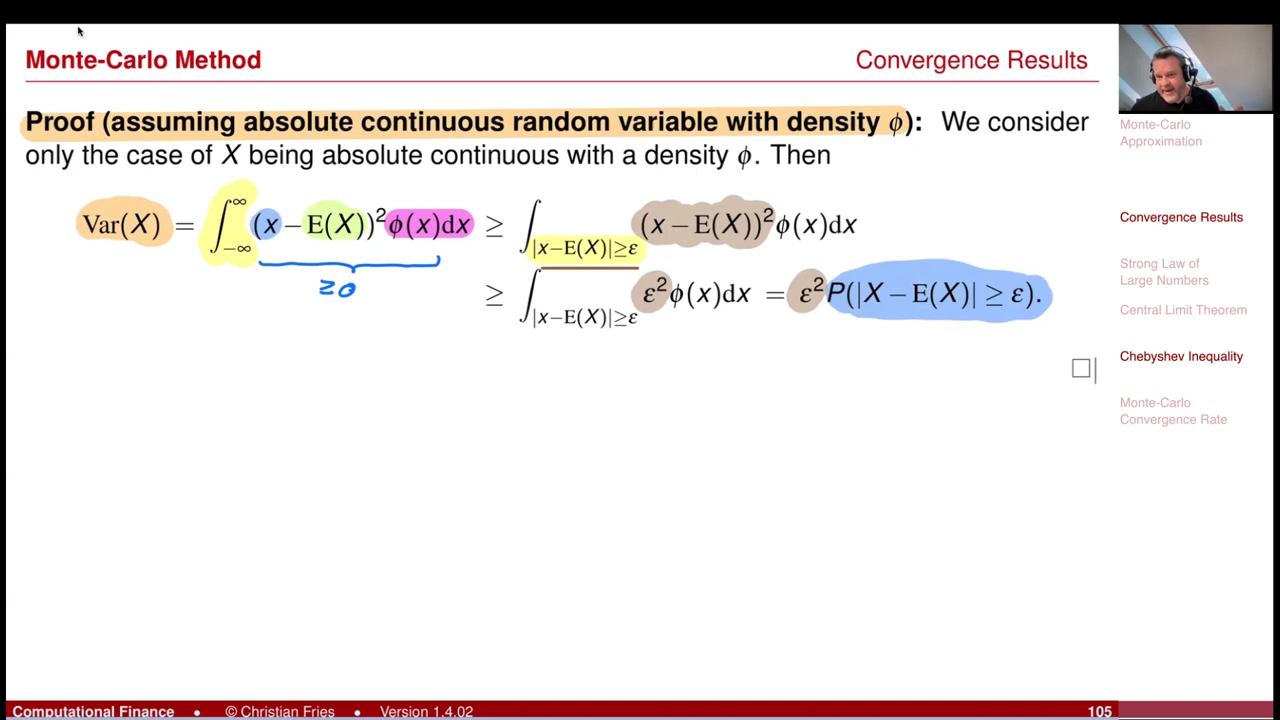 Monte-Carlo Method
Convergence Results
Proof (assuming absolute continuous random variable with density ϕ): We consider
only the case of X being absolute continuous with a density ϕ. Then
Var(X) = ∫_{−∞}^{∞} (x − E(X))² ϕ(x)dx ≥ ∫_{|x−E(X)|≥ε} (x − E(X))² ϕ(x)dx
≥0
≥ ∫_{|x−E(X)|≥ε} ε² ϕ(x)dx = ε² P(|X − E(X)| ≥ ε).
□
Monte-Carlo
Approximation
Convergence Results
Strong Law of
Large Numbers
Central Limit Theorem
Chebyshev Inequality
Monte-Carlo
Convergence Rate
Computational Finance • © Christian Fries • Version 1.4.02
105